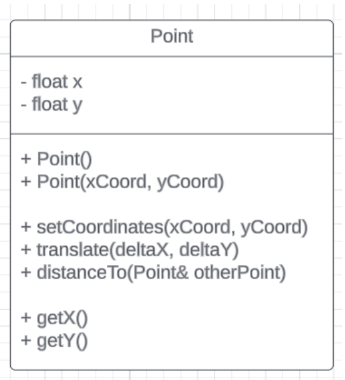 Point
- float x
- float y
+ Point()
+ Point(xCoord, yCoord)
+ setCoordinates(xCoord, yCoord)
+ translate(deltaX, deltaY)
+ distanceTo(Point& otherPoint)
+ getX()
+ getY()